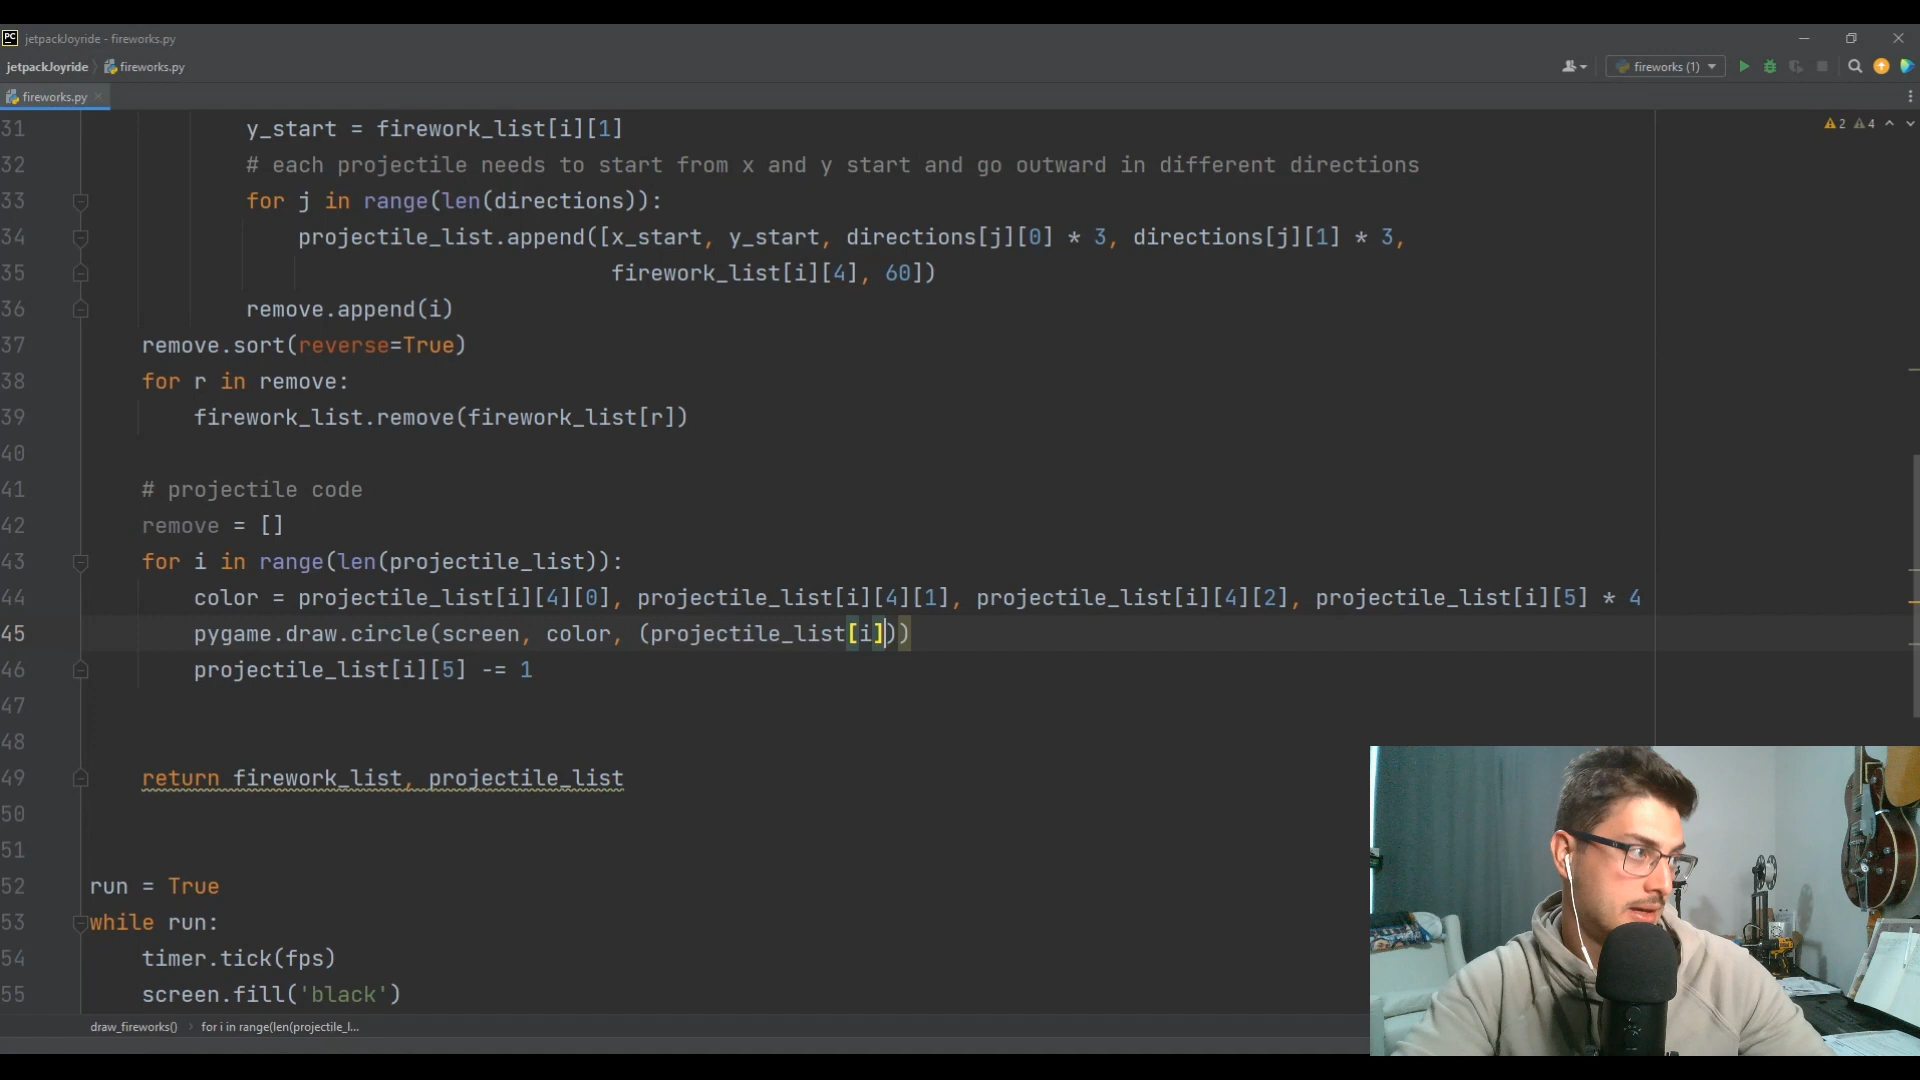 PC jetpackJoyride - fireworks.py
jetpackJoyride fireworks.py fireworks (1)
fireworks.py
2 4
31 y_start = firework_list[i][1]
32 # each projectile needs to start from x and y start and go outward in different directions
33 for j in range(len(directions)):
34 projectile_list.append([x_start, y_start, directions[j][0] * 3, directions[j][1] * 3,
35 firework_list[i][4], 60])
36 remove.append(i)
37 remove.sort(reverse=True)
38 for r in remove:
39 firework_list.remove(firework_list[r])
40
41 # projectile code
42 remove = []
43 for i in range(len(projectile_list)):
44 color = projectile_list[i][4][0], projectile_list[i][4][1], projectile_list[i][4][2], projectile_list[i][5] * 4
45 pygame.draw.circle(screen, color, (projectile_list[i]))
46 projectile_list[i][5] -= 1
47
48
49 return firework_list, projectile_list
50
51
52 run = True
53 while run:
54 timer.tick(fps)
55 screen.fill('black')
draw_fireworks() for i in range(len(projectile_l...